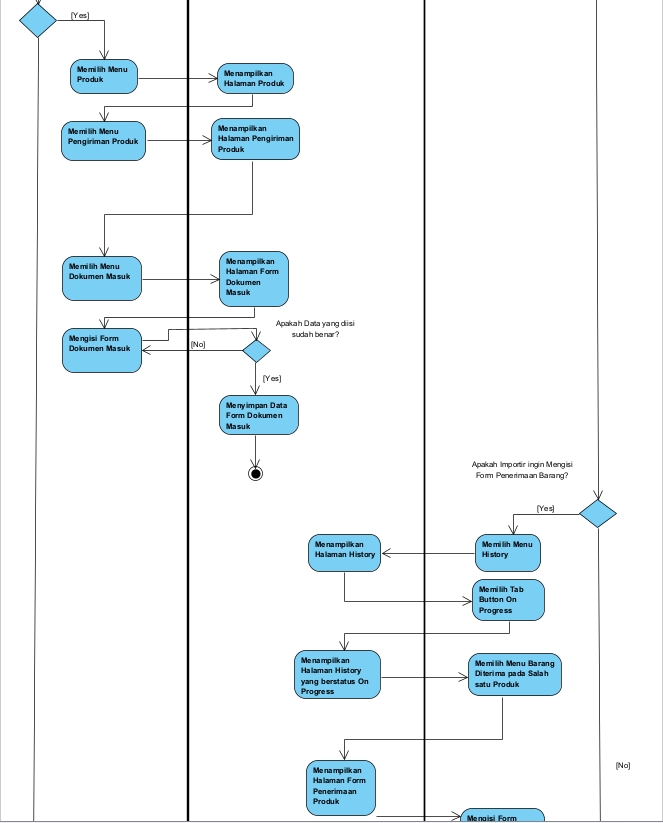 [Yes]
Memilih Menu
Produk
Menampilkan
Halaman Produk
Memilih Menu
Pengiriman Produk
Menampilkan
Halaman Pengiriman
Produk
Memilih Menu
Dokumen Masuk
Menampilkan
Halaman Form
Dokumen
Masuk
Mengisi Form
Dokumen Masuk
Apakah Data yang diisi
sudah benar?
[No]
[Yes]
Menyimpan Data
Form Dokumen
Masuk
Apakah Importir ingin Mengisi
Form Penerimaan Barang?
[Yes]
Menampilkan
Halaman History
Memilih Menu
History
Memilih Tab
Button On
Progress
Menampilkan
Halaman History
yang berstatus On
Progress
Memilih Menu Barang
Diterima pada Salah
satu Produk
[No]
Menampilkan
Halaman Form
Penerimaan
Produk
Mengisi Form